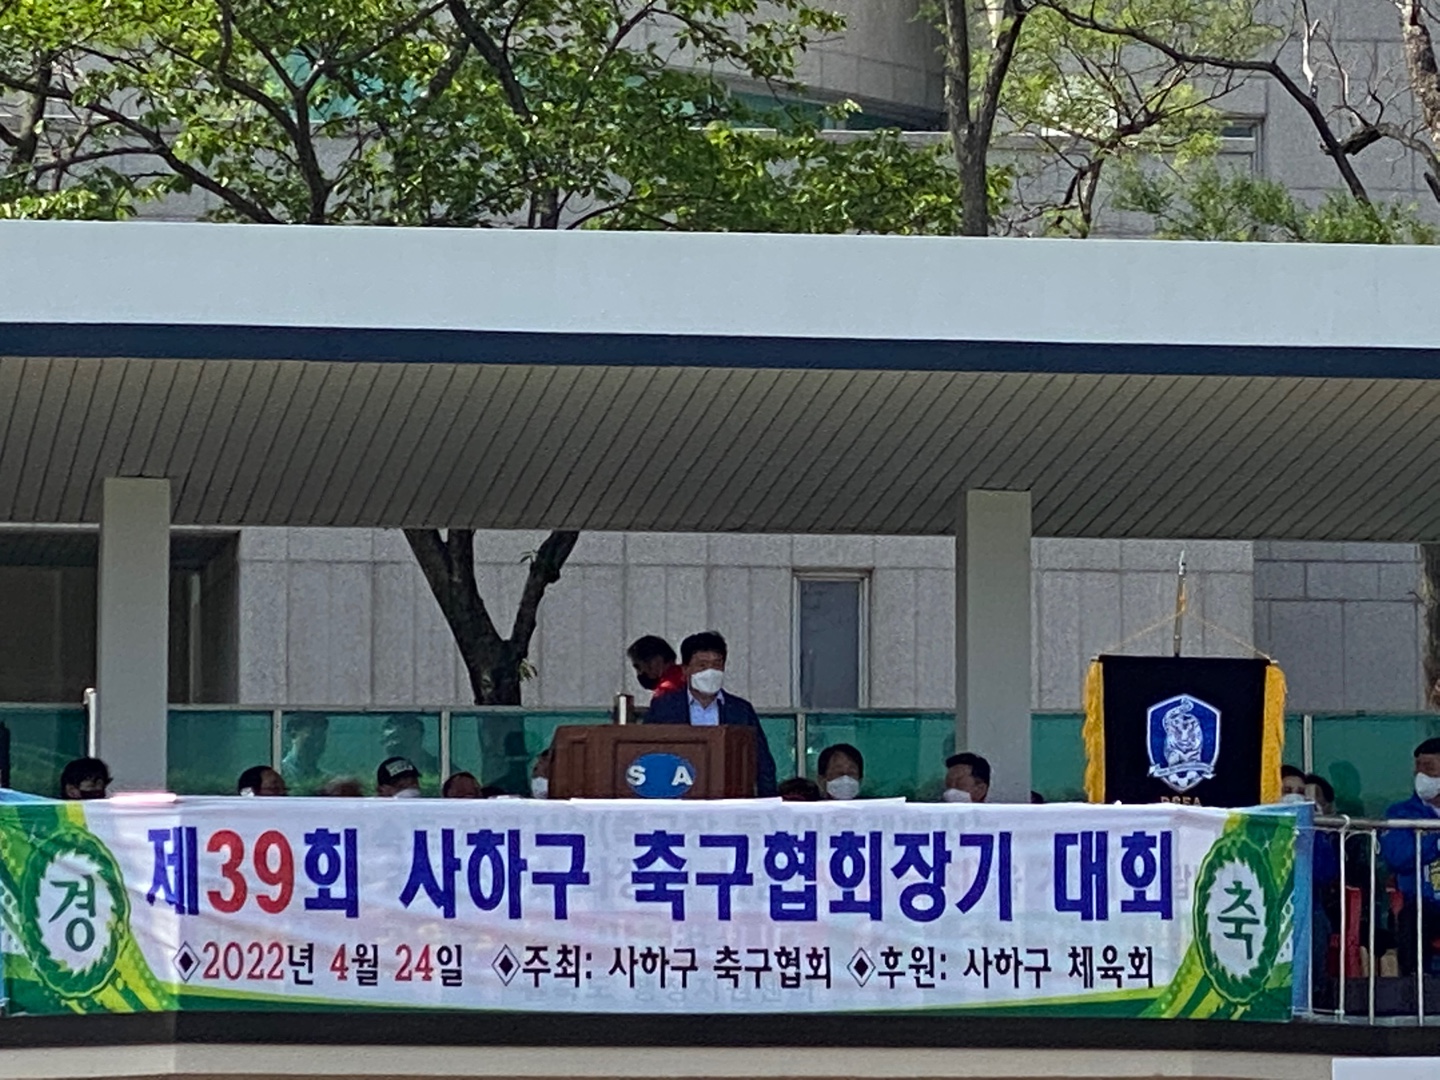 S A
제39회 사하구 축구협회장기 대회
경
축
◈2022년 4월 24일 ◈주최: 사하구 축구협회 ◈후원: 사하구 체육회